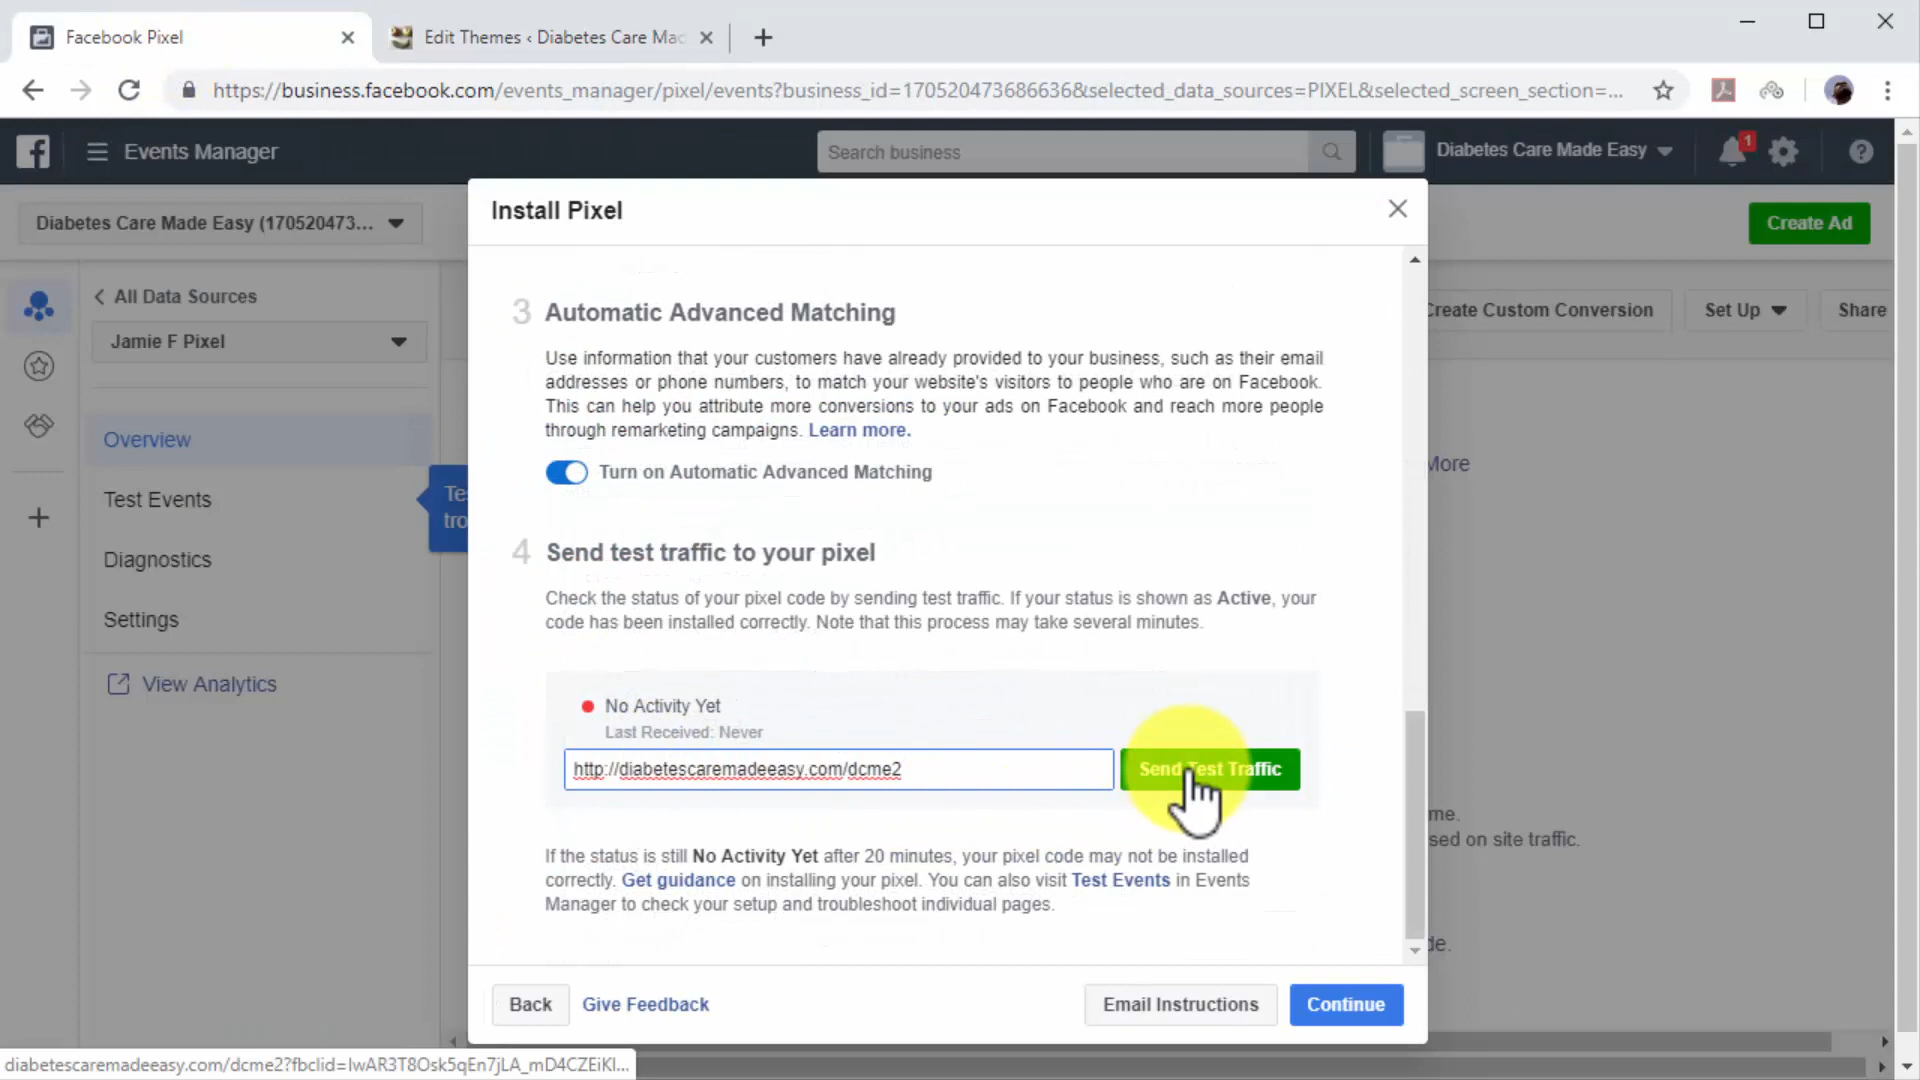 Facebook Pixel
Edit Themes ‹ Diabetes Care Mad
https://business.facebook.com/events_manager/pixel/events?business_id=170520473686636&selected_data_sources=PIXEL&selected_screen_section=...
Events Manager
Search business
Diabetes Care Made Easy
1
Diabetes Care Made Easy (170520473...
Install Pixel
Create Ad
All Data Sources
Create Custom Conversion
Set Up
Share
Jamie F Pixel
3 Automatic Advanced Matching
Use information that your customers have already provided to your business, such as their email
addresses or phone numbers, to match your website's visitors to people who are on Facebook.
This can help you attribute more conversions to your ads on Facebook and reach more people
through remarketing campaigns. Learn more.
Overview
More
Turn on Automatic Advanced Matching
Test Events
Tes
tro
4 Send test traffic to your pixel
Diagnostics
Check the status of your pixel code by sending test traffic. If your status is shown as Active, your
code has been installed correctly. Note that this process may take several minutes.
Settings
View Analytics
No Activity Yet
Last Received: Never
http://diabetescaremadeeasy.com/dcme2
Send Test Traffic
me.
sed on site traffic.
If the status is still No Activity Yet after 20 minutes, your pixel code may not be installed
correctly. Get guidance on installing your pixel. You can also visit Test Events in Events
Manager to check your setup and troubleshoot individual pages.
de.
Back
Give Feedback
Email Instructions
Continue
diabetescaremadeeasy.com/dcme2?fbclid=IwAR3T8Osk5qEn7jLA_mD4CZEiKl...